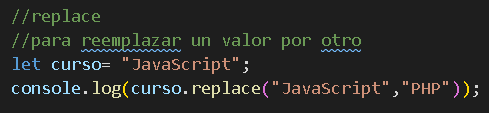 //replace
//para reemplazar un valor por otro
let curso= "JavaScript";
console.log(curso.replace("JavaScript","PHP"));